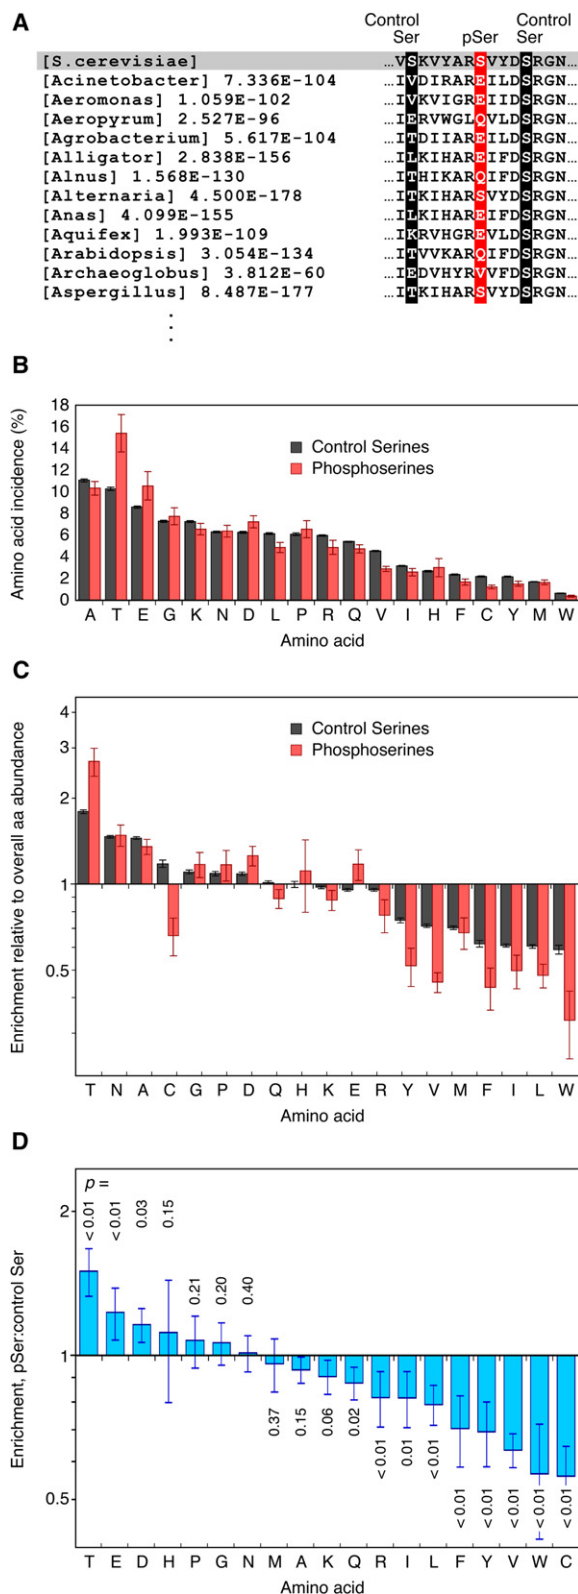 A
Control Ser
pSer
Control Ser
[S.cerevisiae] …VSKVYARSVYDSRGN…
[Acinetobacter] 7.336E-104 …IVDIRAREILDSRGN…
[Aeromonas] 1.059E-102 …IVKVIGREIIDSRGN…
[Aeropyrum] 2.527E-96 …IERVWGLQVLDSRGN…
[Agrobacterium] 5.617E-104 …ITDIIAREILDSRGN…
[Alligator] 2.838E-156 …ILKIHAREIFDSRGN…
[Alnus] 1.568E-130 …ITHIKARQIFDSRGN…
[Alternaria] 4.500E-178 …ITKIHARSVYDSRGN…
[Anas] 4.099E-155 …ILKIHAREIFDSRGN…
[Aquifex] 1.993E-109 …IKRVHGREVLDSRGN…
[Arabidopsis] 3.054E-134 …ITVVKARQIFDSRGN…
[Archaeoglobus] 3.812E-60 …IEDVHYRVVFDSRGN…
[Aspergillus] 8.487E-177 …ITKIHARSVYDSRGN…
B
Amino acid incidence (%)
18
16
14
12
10
8
6
4
2
0
Control Serines
Phosphoserines
A T E G K N D L P R Q V I H F C Y M W
Amino acid
C
Enrichment relative to overall aa abundance
4
3
2
1
0.5
Control Serines
Phosphoserines
T N A C G P D Q H K E R Y V M F I L W
Amino acid
D
Enrichment, pSer:control Ser
2
1
0.5
p =
< 0.01
< 0.01
0.03
0.15
0.21
0.20
0.40
0.37
0.15
0.06
0.02
< 0.01
0.01
< 0.01
< 0.01
< 0.01
< 0.01
< 0.01
< 0.01
T E D H P G N M A K Q R I L F Y V W C
Amino acid